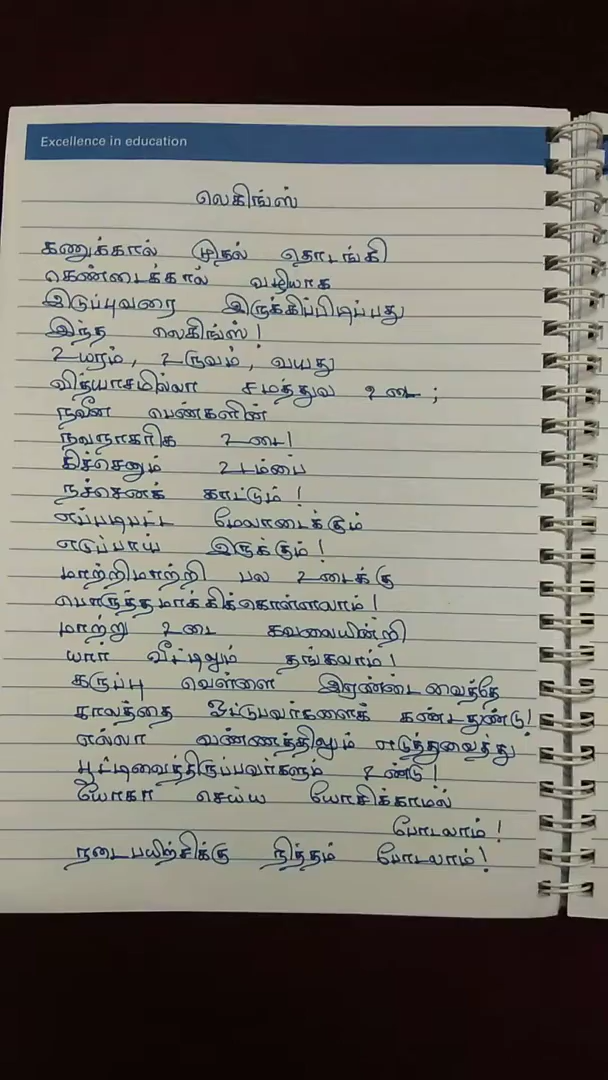 Excellence in education
லெகிங்ஸ்
கணுக்கால் முதல் தொடங்கி
கெண்டைக்கால் வழியாக
இடுப்புவரை இருக்கிப்பிடிப்பது
இந்த லெகிங்ஸ்!
உயரம், உருவம், வயது
வித்யாசமில்லா சமத்துவ உடை;
நவீன பெண்களின்
நவநாகரிக உடை!
கிச்செனும் உடம்பை
நச்செனக் காட்டும்!
எப்படிபட்ட மேலாடைக்கும்
எடுப்பாய் இருக்கும்!
மாற்றிமாற்றி பல உடைக்கு
பொருத்தமாக்கிக்கொள்ளலாம்!
மாற்று உடை கவலையின்றி
யார் வீட்டிலும் தங்கலாம்!
கருப்பு வெள்ளை இரண்டை வைத்தே
காலத்தை ஓட்டுபவர்களைக் கண்டதுண்டு!
எல்லா வண்ணத்திலும் எடுத்துவைத்து
பூட்டிவைத்திருப்பவர்களும் உண்டு!
யோகா செய்ய யோசிக்காமல்
போடலாம்!
நடைபயிற்சிக்கு நித்தம் போடலாம்!